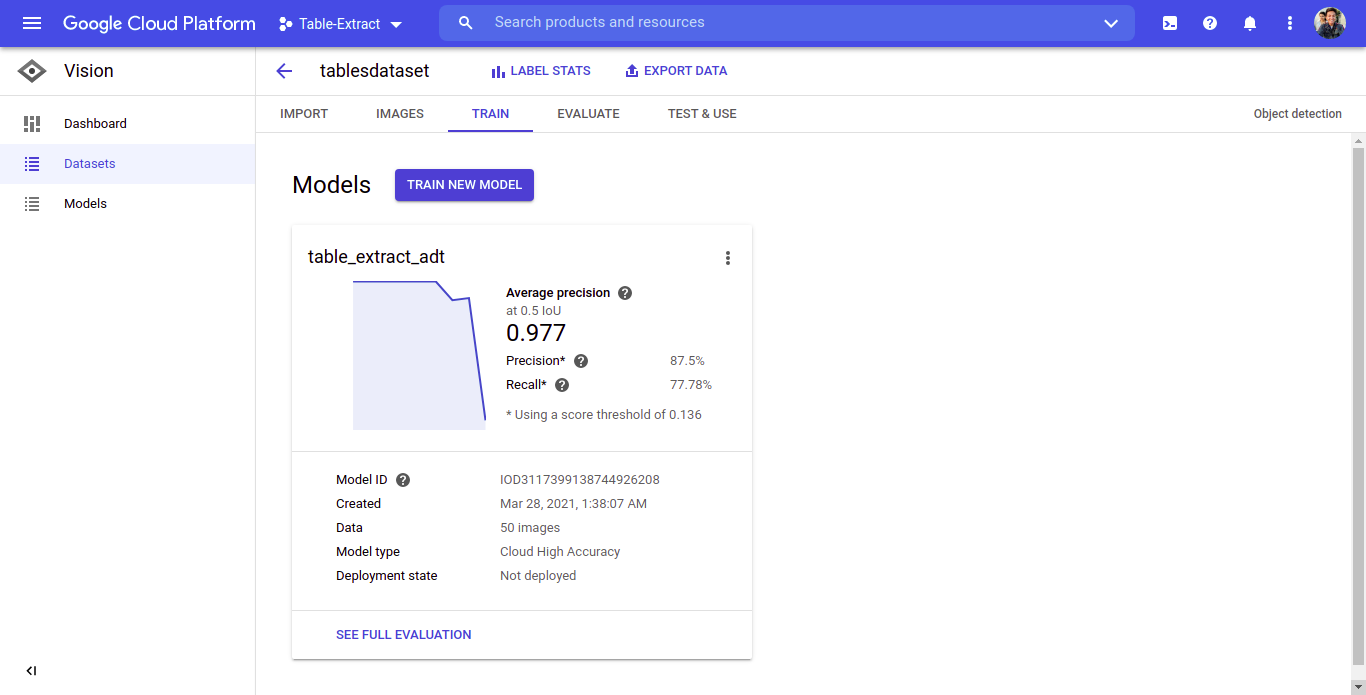 Google Cloud Platform
Table-Extract
Search products and resources
Vision
tablesdataset
LABEL STATS
EXPORT DATA
IMPORT
IMAGES
TRAIN
EVALUATE
TEST & USE
Object detection
Dashboard
Datasets
Models
Models
TRAIN NEW MODEL
table_extract_adt
Average precision
at 0.5 IoU
0.977
Precision* 87.5%
Recall* 77.78%
* Using a score threshold of 0.136
Model ID IOD3117399138744926208
Created Mar 28, 2021, 1:38:07 AM
Data 50 images
Model type Cloud High Accuracy
Deployment state Not deployed
SEE FULL EVALUATION